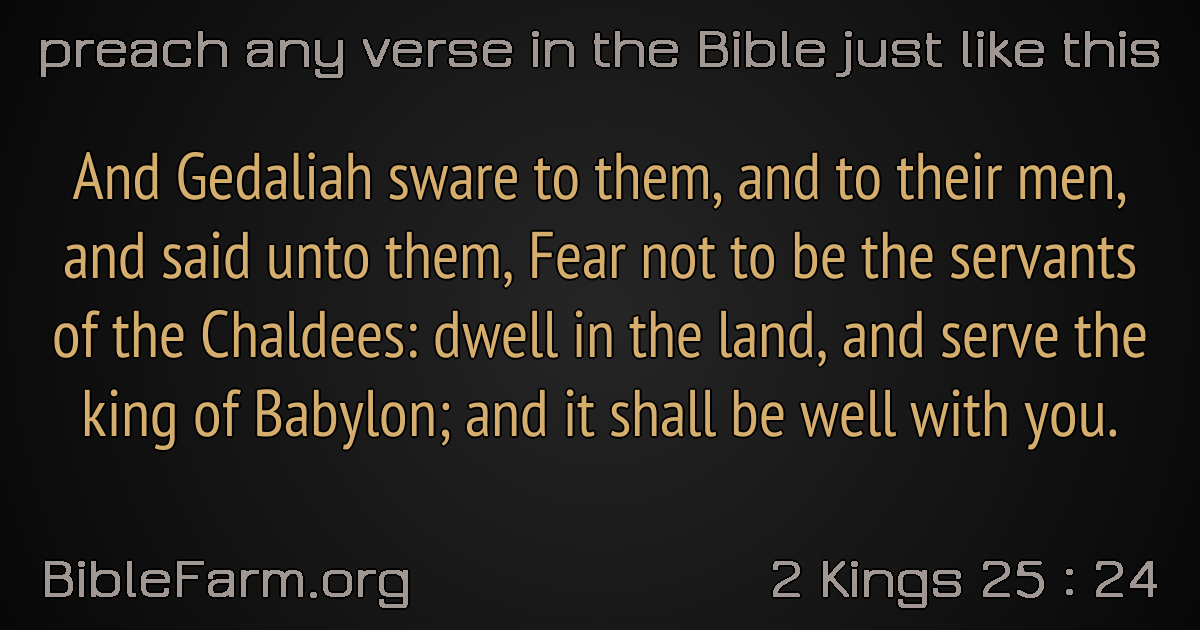 preach any verse in the Bible just like this
And Gedaliah sware to them, and to their men,
and said unto them, Fear not to be the servants
of the Chaldees: dwell in the land, and serve the
king of Babylon; and it shall be well with you.
BibleFarm.org
2 Kings 25 : 24